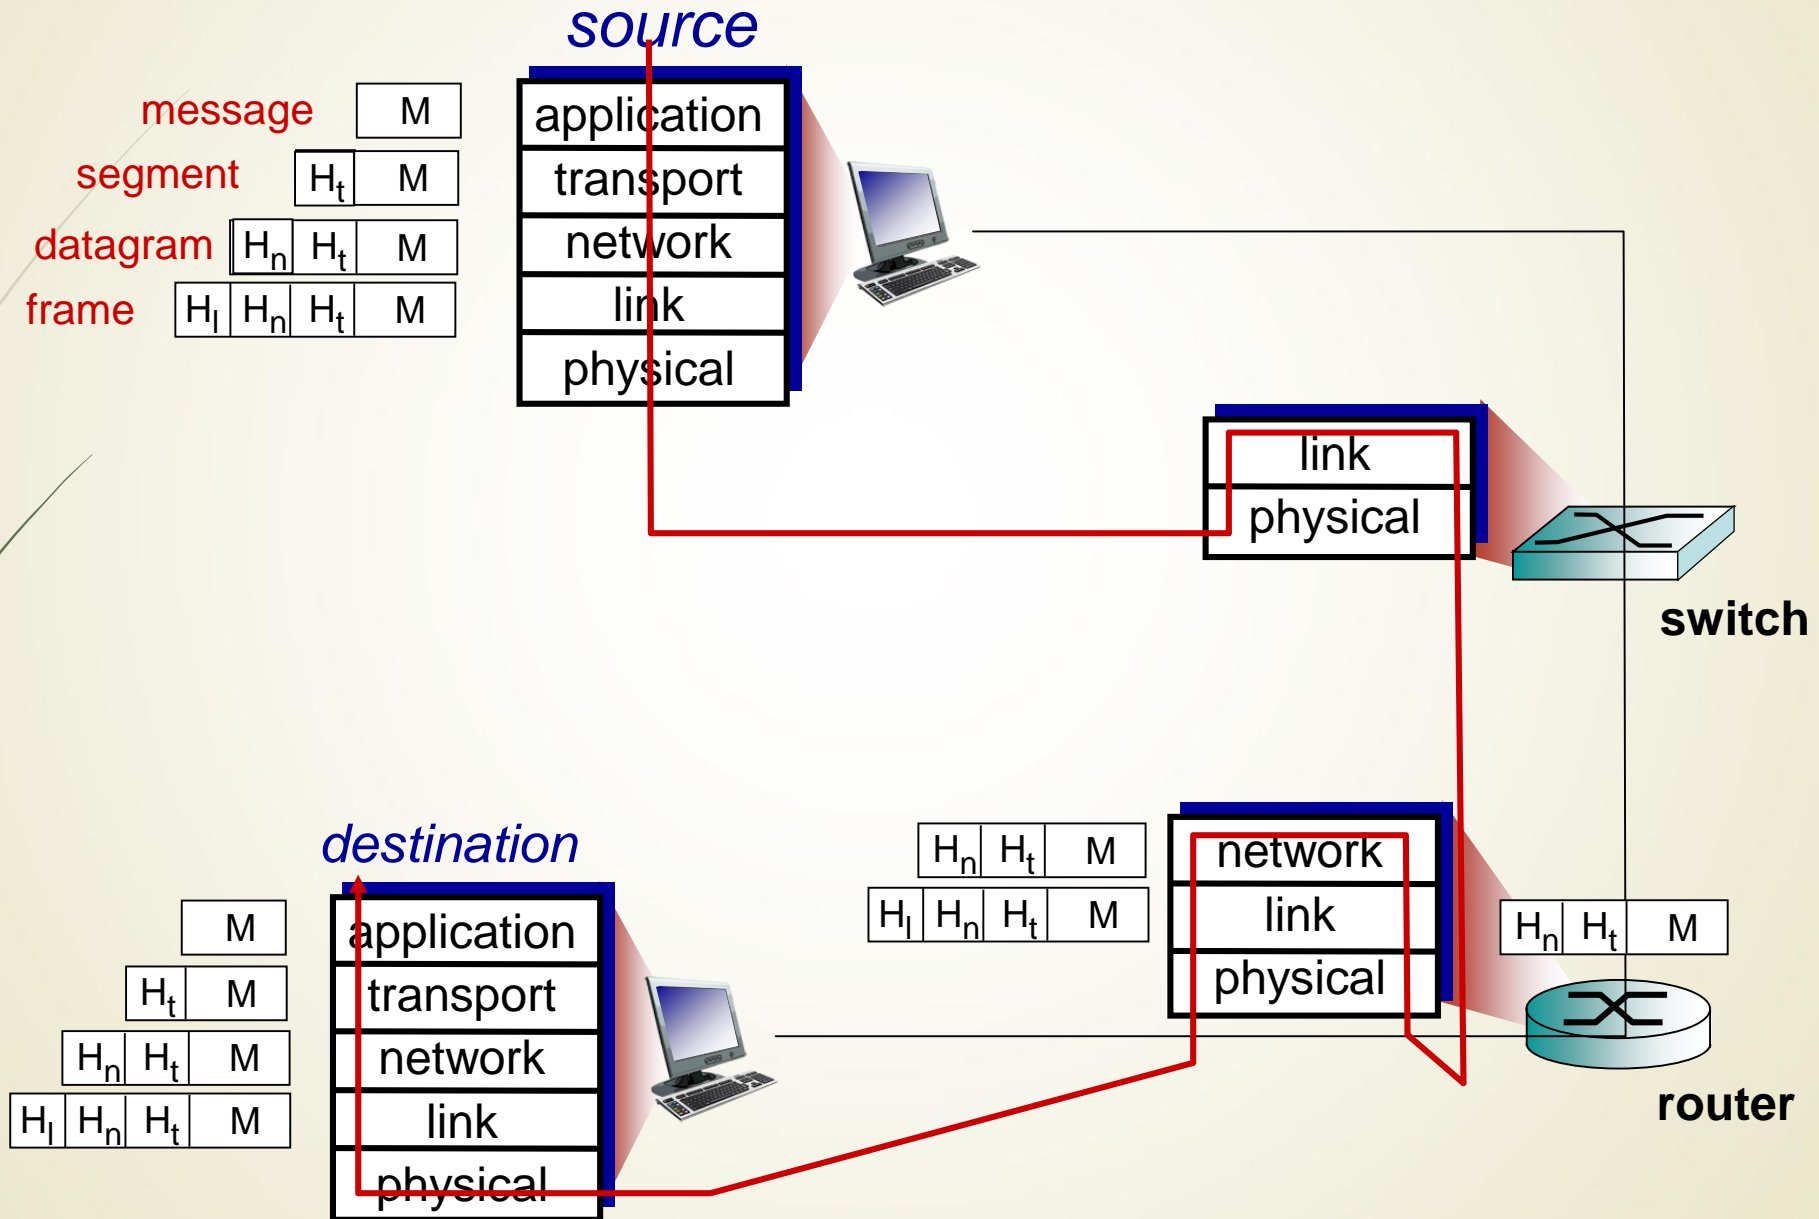 source
message M
application
segment Ht M
transport
datagram Hn Ht M
network
frame Hl Hn Ht M
link
physical
link
physical
switch
destination
Hn Ht M
network
Hl Hn Ht M
link
physical
Hn Ht M
router
M
application
Ht M
transport
Hn Ht M
network
Hl Hn Ht M
link
physical